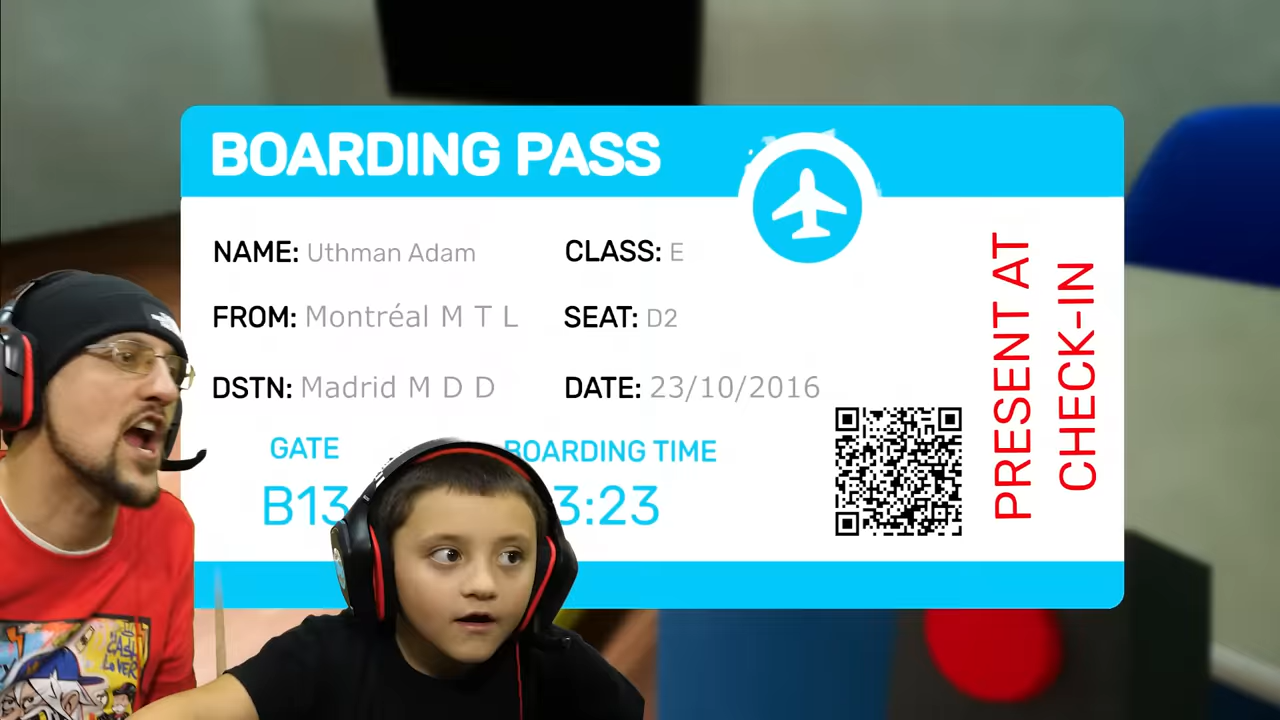 BOARDING PASS
NAME: Uthman Adam
CLASS: E
FROM: Montréal M T L
SEAT: D2
DSTN: Madrid M D D
DATE: 23/10/2016
GATE
BOARDING TIME
B13
3:23
PRESENT AT
CHECK-IN